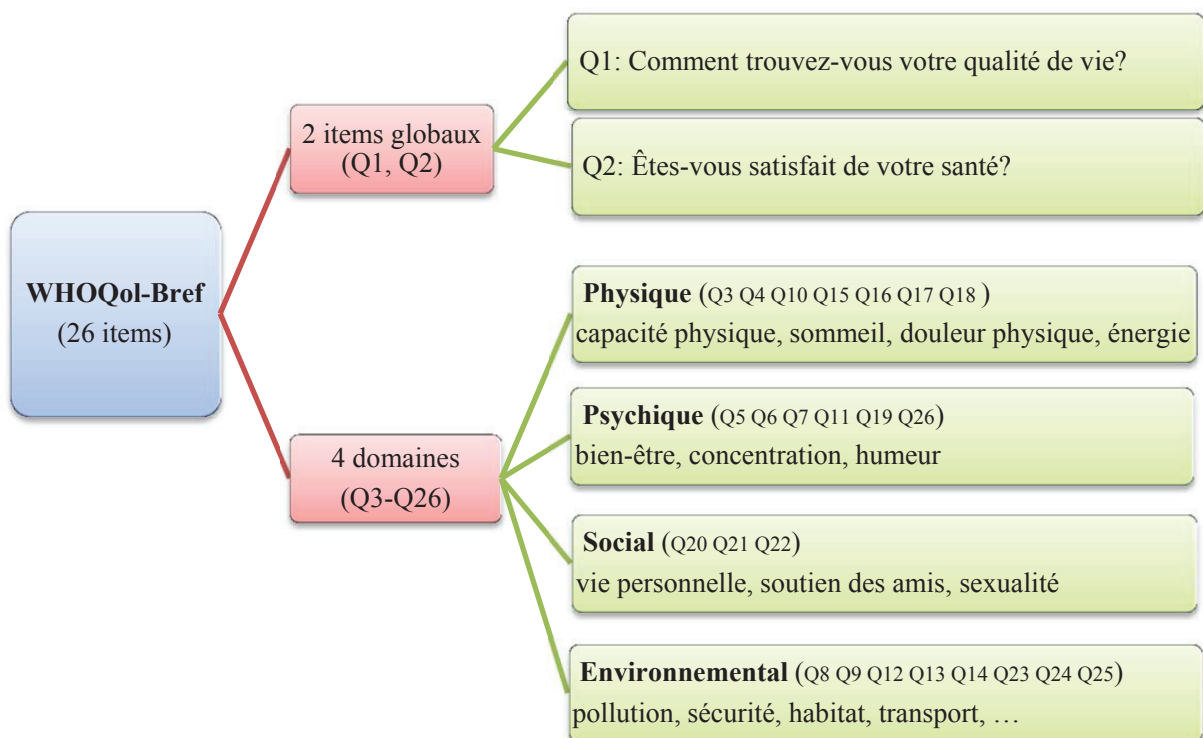 Q1: Comment trouvez-vous votre qualité de vie?
2 items globaux
(Q1, Q2)
Q2: Êtes-vous satisfait de votre santé?
WHOQol-Bref
(26 items)
Physique (Q3 Q4 Q10 Q15 Q16 Q17 Q18 )
capacité physique, sommeil, douleur physique, énergie
Psychique (Q5 Q6 Q7 Q11 Q19 Q26)
bien-être, concentration, humeur
4 domaines
(Q3-Q26)
Social (Q20 Q21 Q22)
vie personnelle, soutien des amis, sexualité
Environnemental (Q8 Q9 Q12 Q13 Q14 Q23 Q24 Q25)
pollution, sécurité, habitat, transport, …